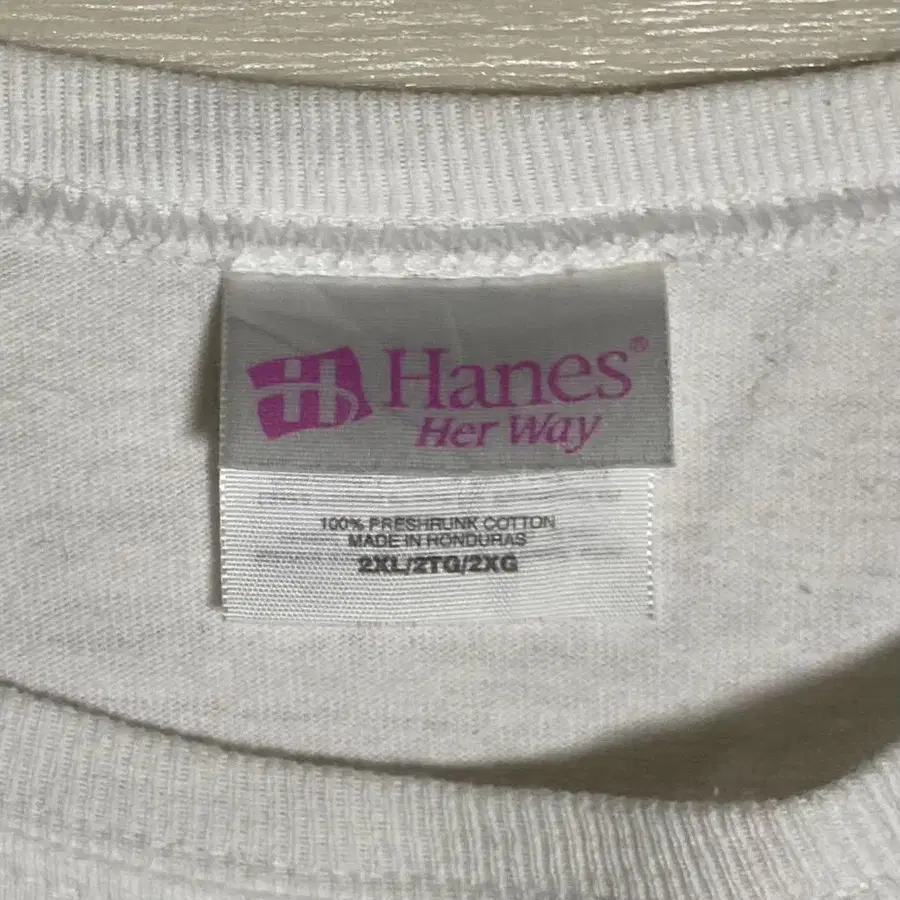 H Hanes®
Her Way
100% PRESHRUNK COTTON
MADE IN HONDURAS
2XL/2TG/2XG